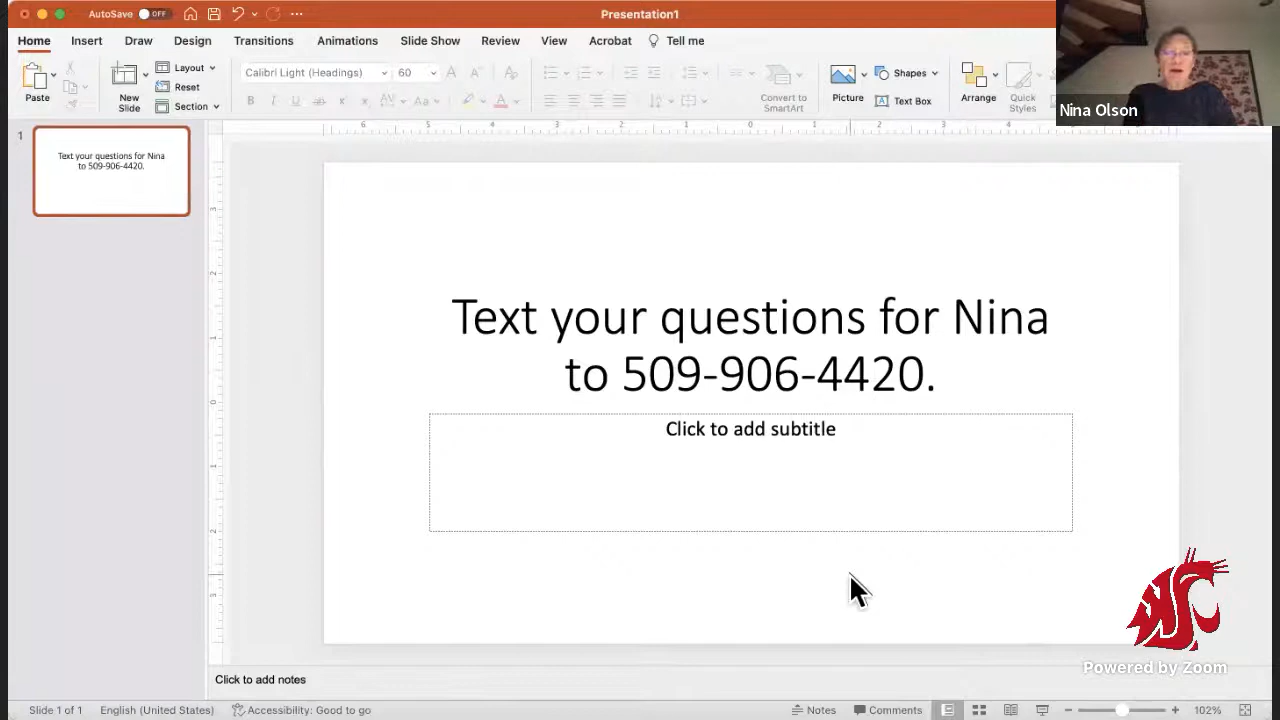 AutoSave OFF
Presentation1
Home Insert Draw Design Transitions Animations Slide Show Review View Acrobat Tell me
Paste
New Slide
Layout
Reset
Section
Calibri Light (Headings) 60
Convert to SmartArt
Picture
Shapes
Text Box
Arrange
Quick Styles
Nina Olson
1
Text your questions for Nina
to 509-906-4420.
Text your questions for Nina
to 509-906-4420.
Click to add subtitle
Powered by Zoom
Click to add notes
Slide 1 of 1 English (United States) Accessibility: Good to go Notes Comments 102%